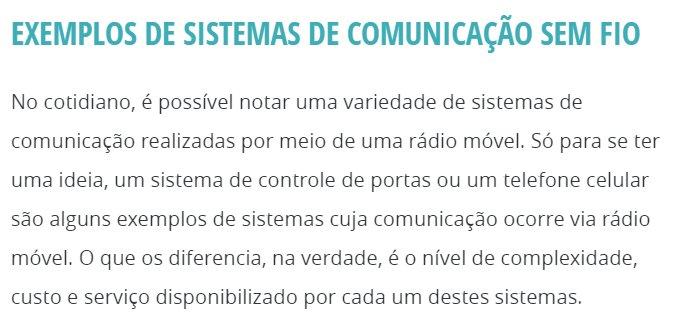 EXEMPLOS DE SISTEMAS DE COMUNICAÇÃO SEM FIO
No cotidiano, é possível notar uma variedade de sistemas de
comunicação realizadas por meio de uma rádio móvel. Só para se ter
uma ideia, um sistema de controle de portas ou um telefone celular
são alguns exemplos de sistemas cuja comunicação ocorre via rádio
móvel. O que os diferencia, na verdade, é o nível de complexidade,
custo e serviço disponibilizado por cada um destes sistemas.